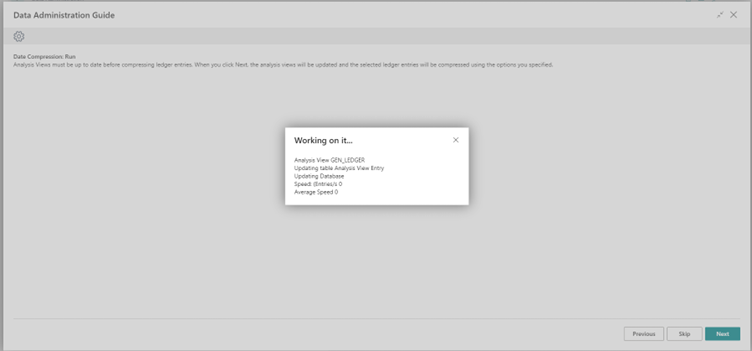 Data Administration Guide
Date Compression: Run
Analysis Views must be up to date before compressing ledger entries. When you click Next, the analysis views will be updated and the selected ledger entries will be compressed using the options you specified.
Working on it...
Analysis View GEN_LEDGER
Updating table Analysis View Entry
Updating Database
Speed: (Entries/s 0
Average Speed 0
Previous
Skip
Next